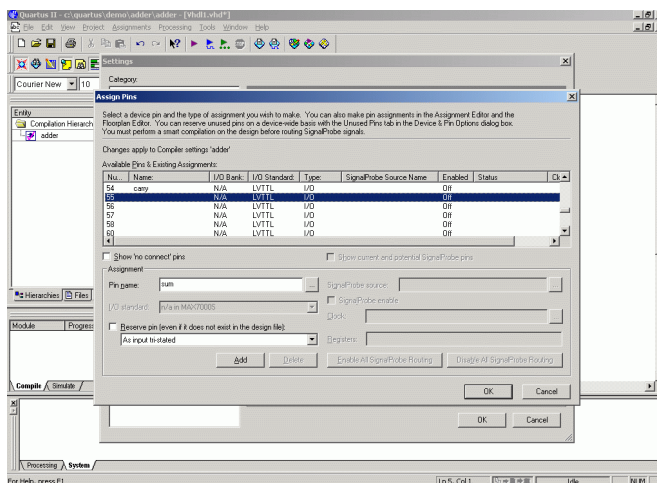 Quartus II - c:\quartus\demo\adder\adder - [Vhdl1.vhd*]
File Edit View Project Assignments Processing Tools Window Help
Settings
Courier New 10
Category:
Assign Pins
Select a device pin and the type of assignment you wish to make. You can also make pin assignments in the Assignment Editor and the
Floorplan Editor. You can reserve unused pins on a device-wide basis with the Unused Pins tab in the Device & Pin Options dialog box.
You must perform a smart compilation on the design before routing SignalProbe signals.
Entity
Compilation Hierarch
adder
Changes apply to Compiler settings 'adder'
Available Pins & Existing Assignments:
Nu... Name: I/O Bank: I/O Standard: Type: SignalProbe Source Name Enabled Status Clk
54 carry N/A LVTTL I/O Off
55 N/A LVTTL I/O Off
56 N/A LVTTL I/O Off
57 N/A LVTTL I/O Off
58 N/A LVTTL I/O Off
60 N/A LVTTL I/O Off
Show 'no connect' pins
Show current and potential SignalProbe pins
Assignment
Pin name: sum ...
SignalProbe source: ...
Hierarchies Files
I/O standard: n/a in MAX7000S
SignalProbe enable
Clock: ...
Module Progress
Reserve pin (even if it does not exist in the design file):
As input tri-stated
Registers:
Add Delete
Enable All SignalProbe Routing Disable All SignalProbe Routing
Compile Simulate
OK Cancel
OK Cancel
Processing System
For Help, press F1
Ln 5, Col 1 Idle NUM